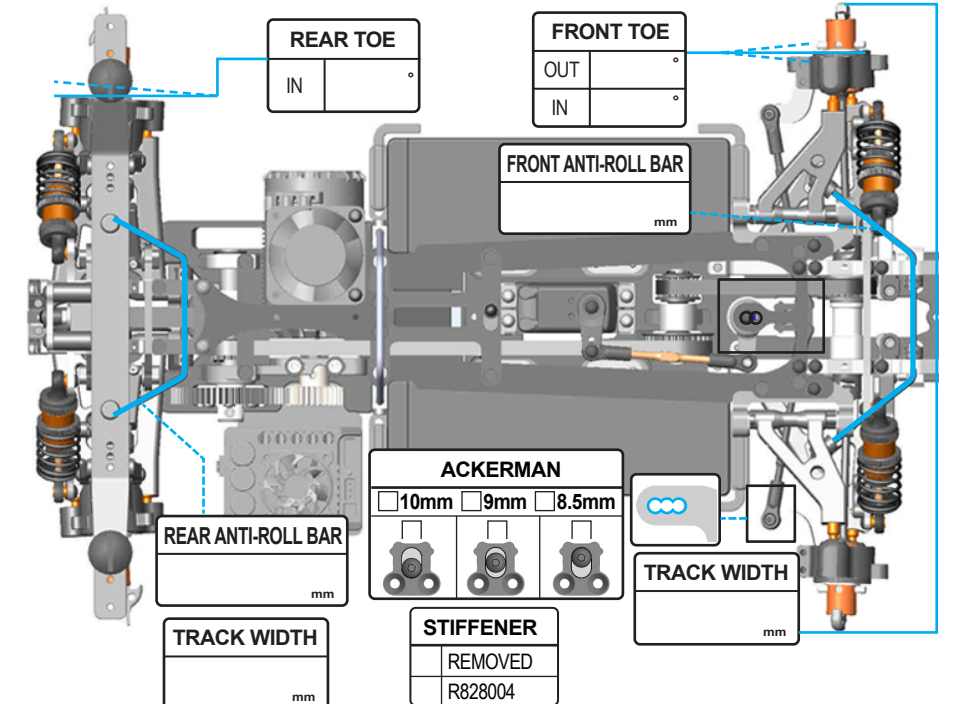 REAR TOE
IN °
FRONT TOE
OUT °
IN °
FRONT ANTI-ROLL BAR
mm
ACKERMAN
10mm 9mm 8.5mm
REAR ANTI-ROLL BAR
mm
TRACK WIDTH
mm
TRACK WIDTH
mm
STIFFENER
REMOVED
R828004